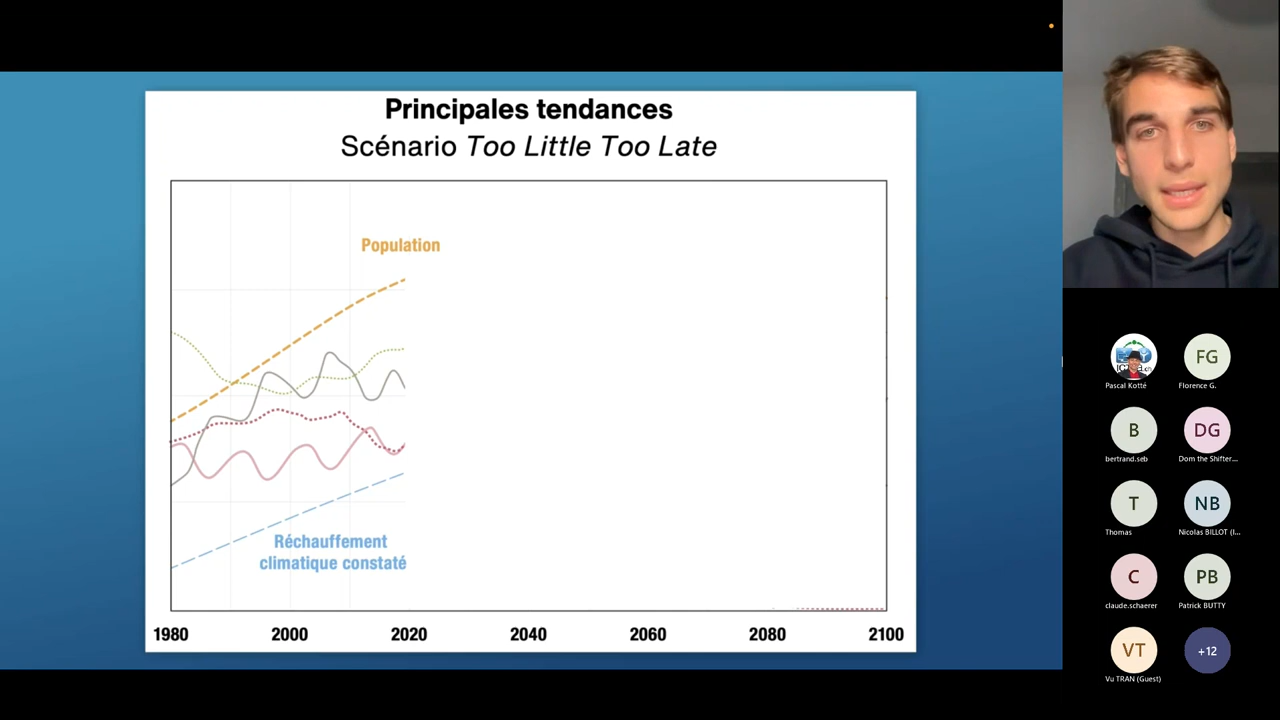 Principales tendances
Scénario Too Little Too Late
Population
Réchauffement
climatique constaté
1980 2000 2020 2040 2060 2080 2100
Pascal Kotté
FG
Florence G.
B
bertrand.seb
DG
Dom the Shifter...
T
Thomas
NB
Nicolas BILLOT (I...
C
claude.schaerer
PB
Patrick BUTTY
VT
Vu TRAN (Guest)
+12